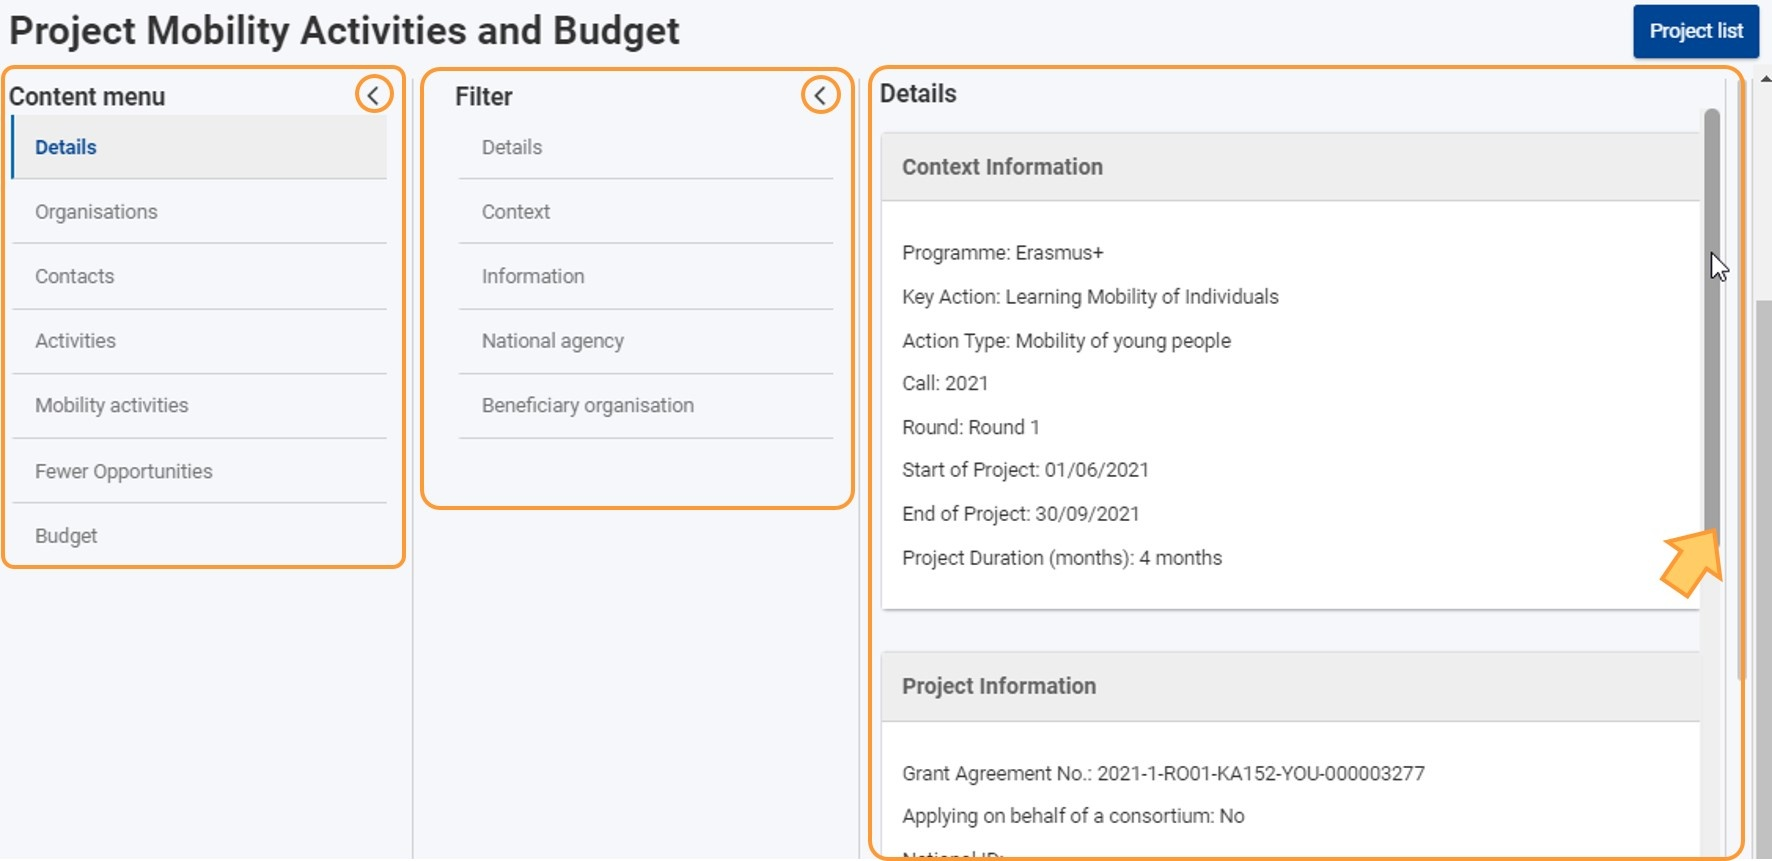 Project Mobility Activities and Budget
Project list
Content menu
Details
Organisations
Contacts
Activities
Mobility activities
Fewer Opportunities
Budget
Filter
Details
Context
Information
National agency
Beneficiary organisation
Details
Context Information
Programme: Erasmus+
Key Action: Learning Mobility of Individuals
Action Type: Mobility of young people
Call: 2021
Round: Round 1
Start of Project: 01/06/2021
End of Project: 30/09/2021
Project Duration (months): 4 months
Project Information
Grant Agreement No.: 2021-1-RO01-KA152-YOU-000003277
Applying on behalf of a consortium: No
National ID: